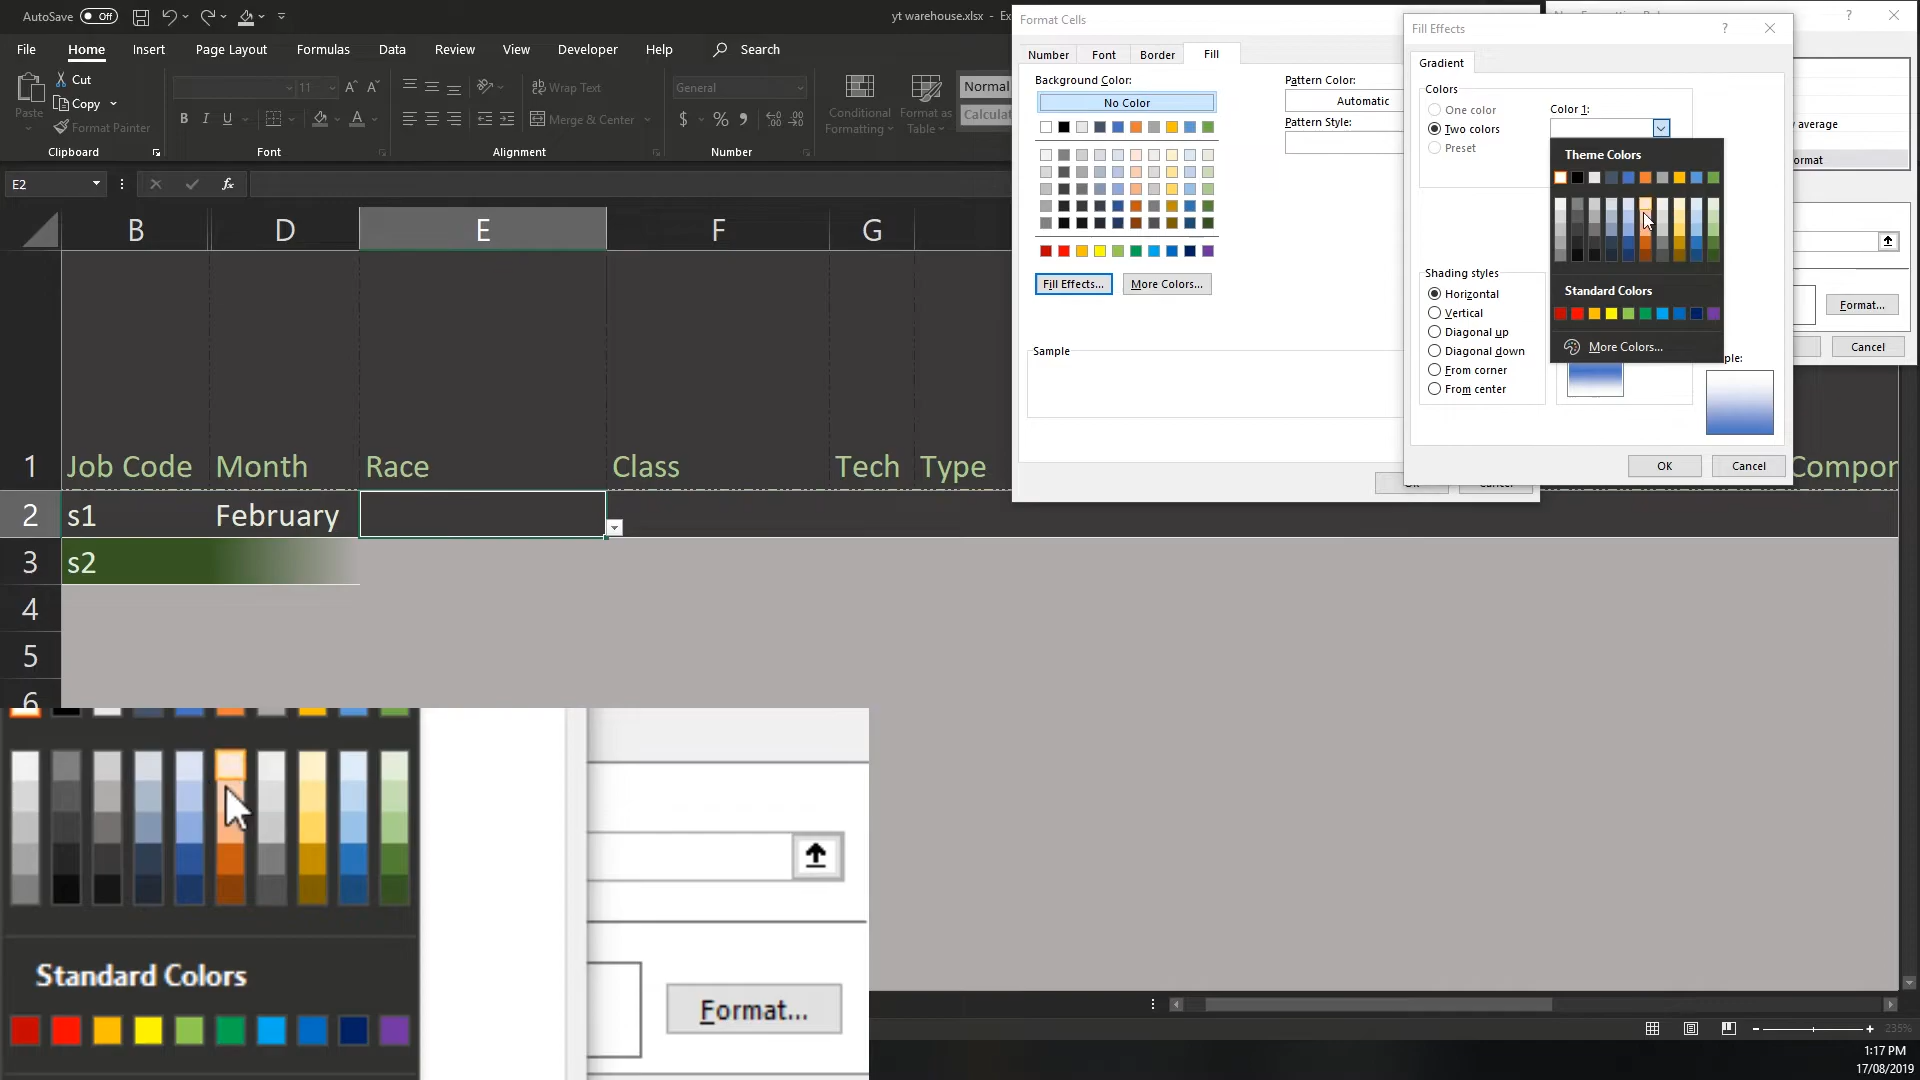 AutoSave Off
yt warehouse.xlsx - Ex
File Home Insert Page Layout Formulas Data Review View Developer Help Search
Paste
Cut
Copy
Format Painter
Clipboard
11
B I U
Font
Wrap Text
Merge & Center
Alignment
General
$ % 9
Number
Conditional
Formatting
Format as
Table
Normal
Calcula
E2
fx
B D E F G
1 Job Code Month Race Class Tech Type Compor
2 s1 February
3 s2
4
5
6
Format Cells
Number Font Border Fill
Background Color:
No Color
Fill Effects...
More Colors...
Pattern Color:
Automatic
Pattern Style:
Sample
Fill Effects
?
Gradient
Colors
One color
Two colors
Preset
Color 1:
Theme Colors
Standard Colors
More Colors...
Shading styles
Horizontal
Vertical
Diagonal up
Diagonal down
From corner
From center
ple:
OK
Cancel
?
average
ormat
Format...
Cancel
Standard Colors
Format...
235%
1:17 PM
17/08/2019